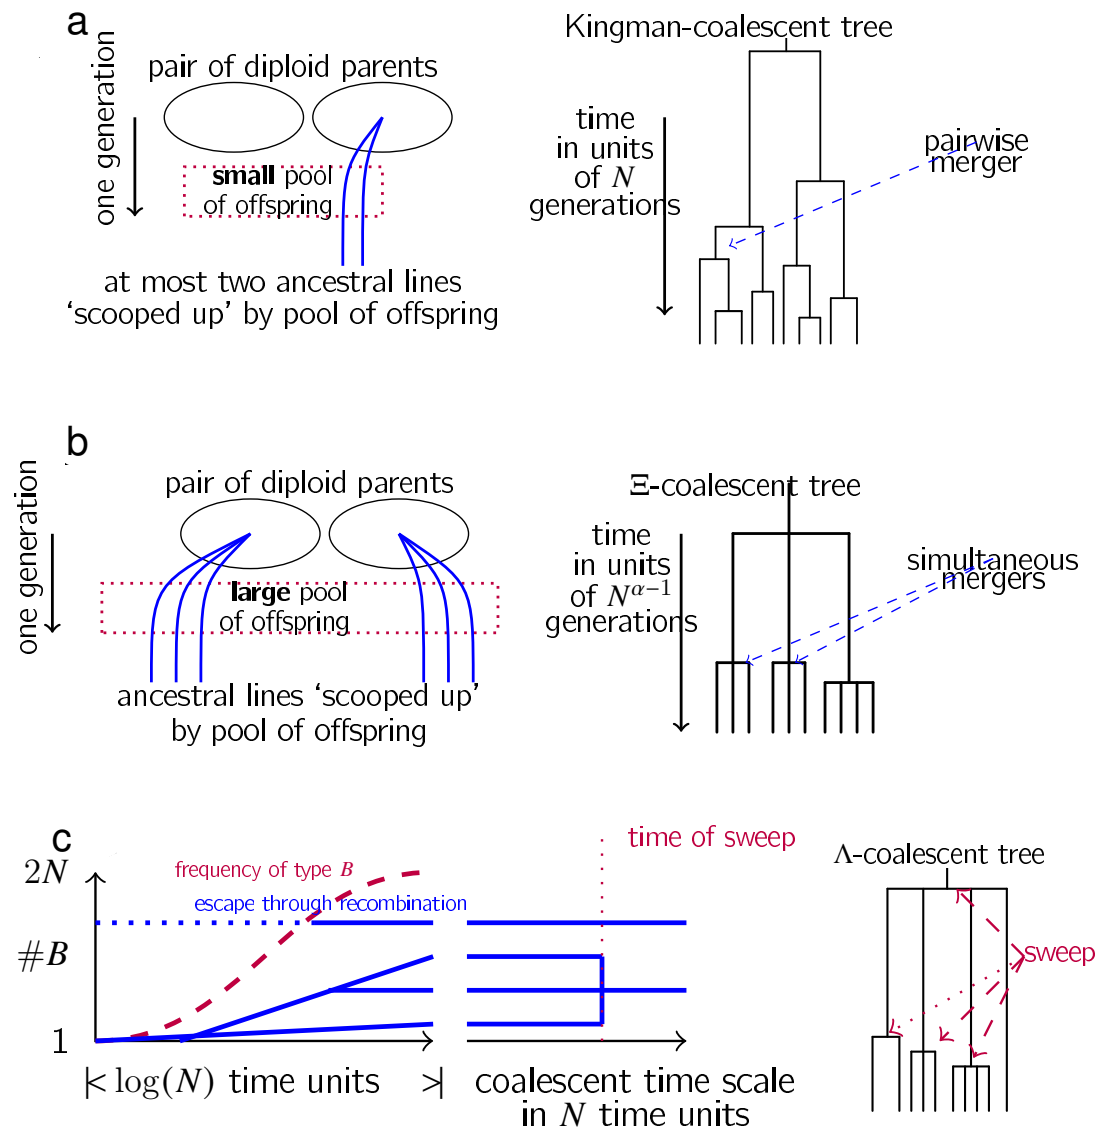 a
one generation
pair of diploid parents
small pool
of offspring
at most two ancestral lines
‘scooped up’ by pool of offspring
Kingman-coalescent tree
time
in units
of N
generations
pairwise
merger
b
one generation
pair of diploid parents
large pool
of offspring
ancestral lines ‘scooped up’
by pool of offspring
Ξ-coalescent tree
time
in units
of N^{α−1}
generations
simultaneous
mergers
c
2N
#B
1
frequency of type B
escape through recombination
|< log(N) time units >|
time of sweep
coalescent time scale
in N time units
Λ-coalescent tree
sweep